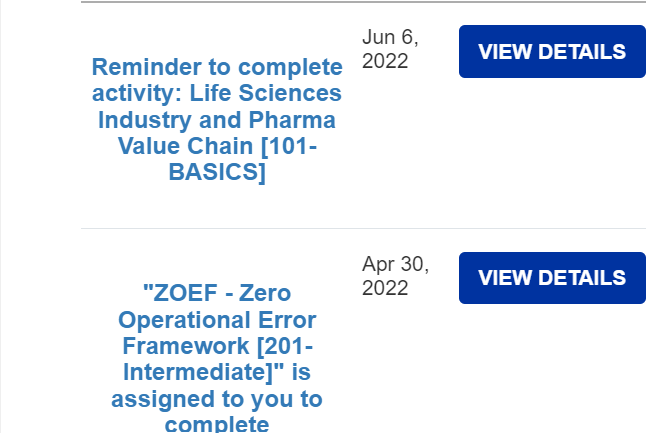 Jun 6,
2022
VIEW DETAILS
Reminder to complete
activity: Life Sciences
Industry and Pharma
Value Chain [101-
BASICS]
Apr 30,
2022
VIEW DETAILS
"ZOEF - Zero
Operational Error
Framework [201-
Intermediate]" is
assigned to you to
complete